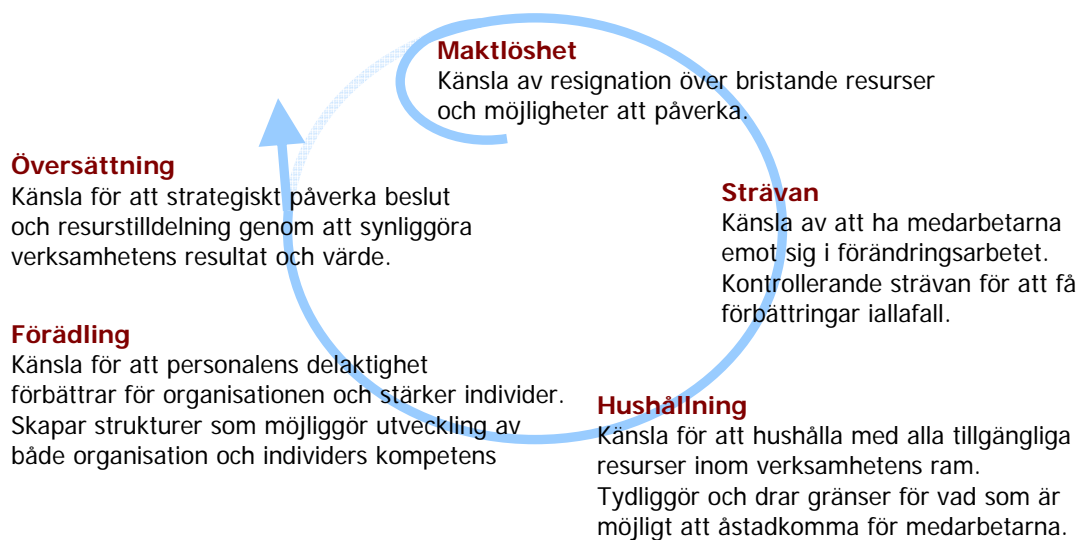 Maktlöshet
Känsla av resignation över bristande resurser
och möjligheter att påverka.
Strävan
Känsla av att ha medarbetarna
emot sig i förändringsarbetet.
Kontrollerande strävan för att få
förbättringar iallafall.
Hushållning
Känsla för att hushålla med alla tillgängliga
resurser inom verksamhetens ram.
Tydliggör och drar gränser för vad som är
möjligt att åstadkomma för medarbetarna.
Förädling
Känsla för att personalens delaktighet
förbättrar för organisationen och stärker individer.
Skapar strukturer som möjliggör utveckling av
både organisation och individers kompetens
Översättning
Känsla för att strategiskt påverka beslut
och resurstilldelning genom att synliggöra
verksamhetens resultat och värde.